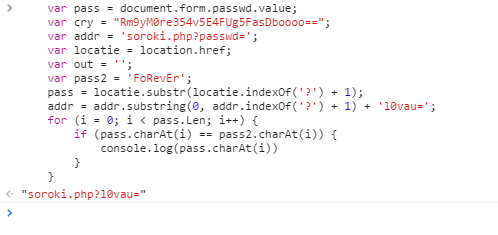 var pass = document.form.passwd.value;
var cry = "Rm9yM0re354v5E4FUg5FasDboooo==";
var addr = 'soroki.php?passwd=';
var locatie = location.href;
var out = '';
var pass2 = 'FoRevEr';
pass = locatie.substr(locatie.indexOf('?') + 1);
addr = addr.substring(0, addr.indexOf('?') + 1) + 'l0vau=';
for (i = 0; i < pass.Len; i++) {
if (pass.charAt(i) == pass2.charAt(i)) {
console.log(pass.charAt(i))
}
}
"soroki.php?l0vau="